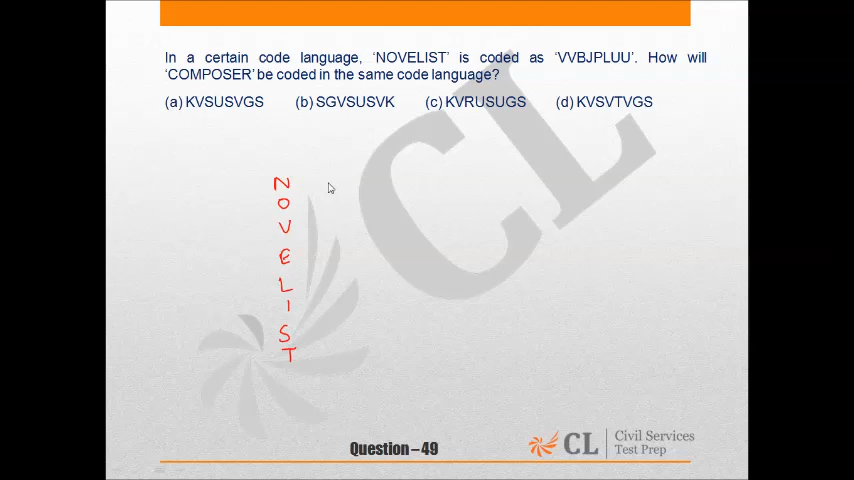 In a certain code language, ‘NOVELIST’ is coded as ‘VVBJPLUU’. How will
‘COMPOSER’ be coded in the same code language?
(a) KVSUSVGS (b) SGVSUSVK (c) KVRUSUGS (d) KVSVTVGS
CL
N
O
V
E
L
I
S
T
Question – 49
CL Civil Services
Test Prep